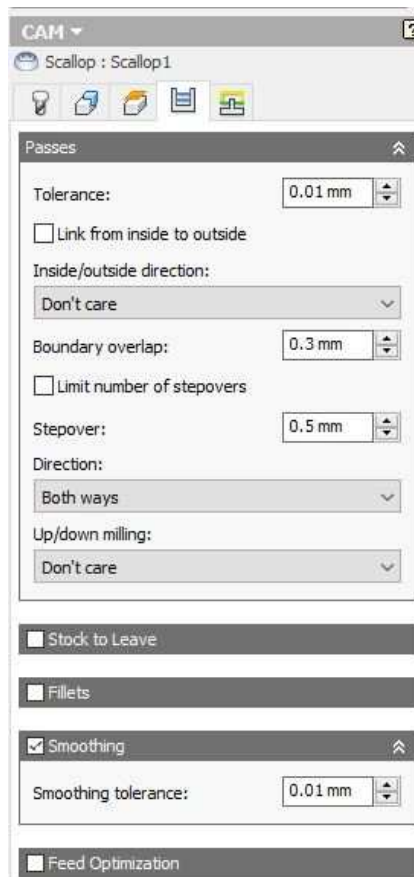 CAM
?
Scallop : Scallop1
Passes
Tolerance: 0.01 mm
Link from inside to outside
Inside/outside direction:
Don't care
Boundary overlap: 0.3 mm
Limit number of stepovers
Stepover: 0.5 mm
Direction:
Both ways
Up/down milling:
Don't care
Stock to Leave
Fillets
Smoothing
Smoothing tolerance: 0.01 mm
Feed Optimization